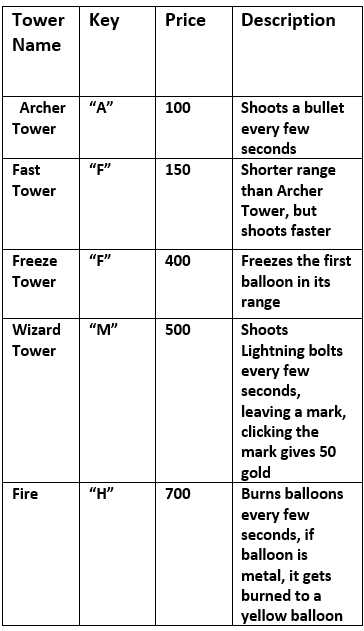 Tower Key Price Description
Name
Archer “A” 100 Shoots a bullet
Tower every few
seconds
Fast “F” 150 Shorter range
Tower than Archer
Tower, but
shoots faster
Freeze “F” 400 Freezes the first
Tower balloon in its
range
Wizard “M” 500 Shoots
Tower Lightning bolts
every few
seconds,
leaving a mark,
clicking the
mark gives 50
gold
Fire “H” 700 Burns balloons
every few
seconds, if
balloon is
metal, it gets
burned to a
yellow balloon